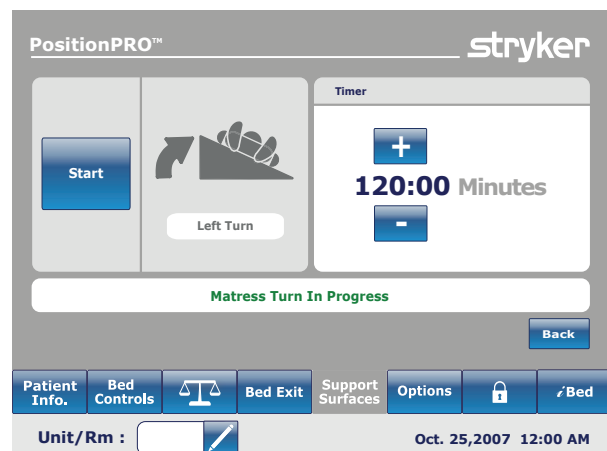 PositionPRO™
stryker
Timer
Start
+
120:00 Minutes
-
Left Turn
Matress Turn In Progress
Back
Patient
Info.
Bed
Controls
Bed Exit
Support
Surfaces
Options
iBed
Unit/Rm :
Oct. 25,2007 12:00 AM